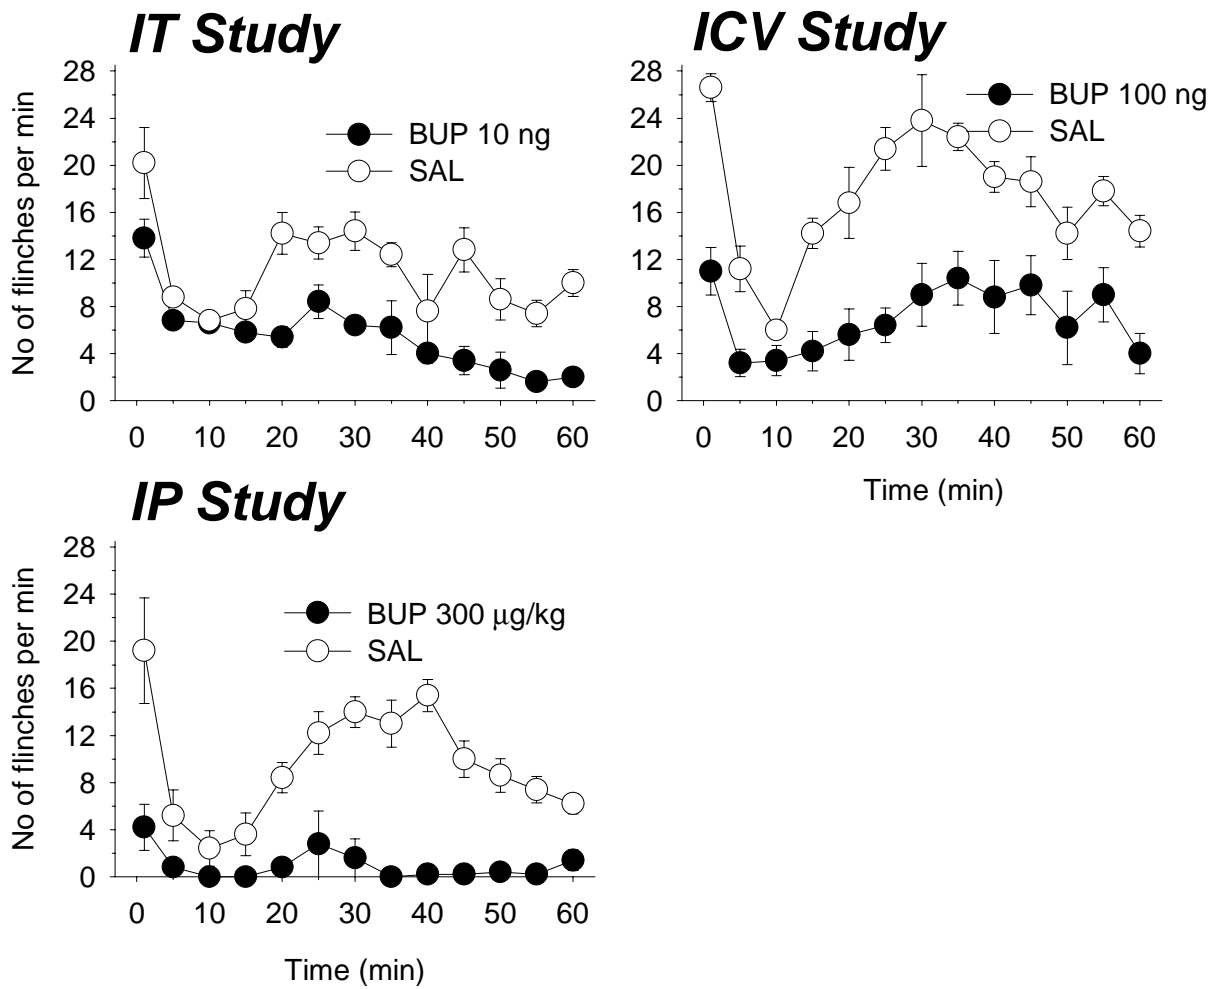 IT Study
No of flinches per min
28
24
20
16
12
8
4
0
BUP 10 ng
SAL
0 10 20 30 40 50 60
ICV Study
28
24
20
16
12
8
4
0
BUP 100 ng
SAL
0 10 20 30 40 50 60
Time (min)
IP Study
No of flinches per min
28
24
20
16
12
8
4
0
BUP 300 μg/kg
SAL
0 10 20 30 40 50 60
Time (min)